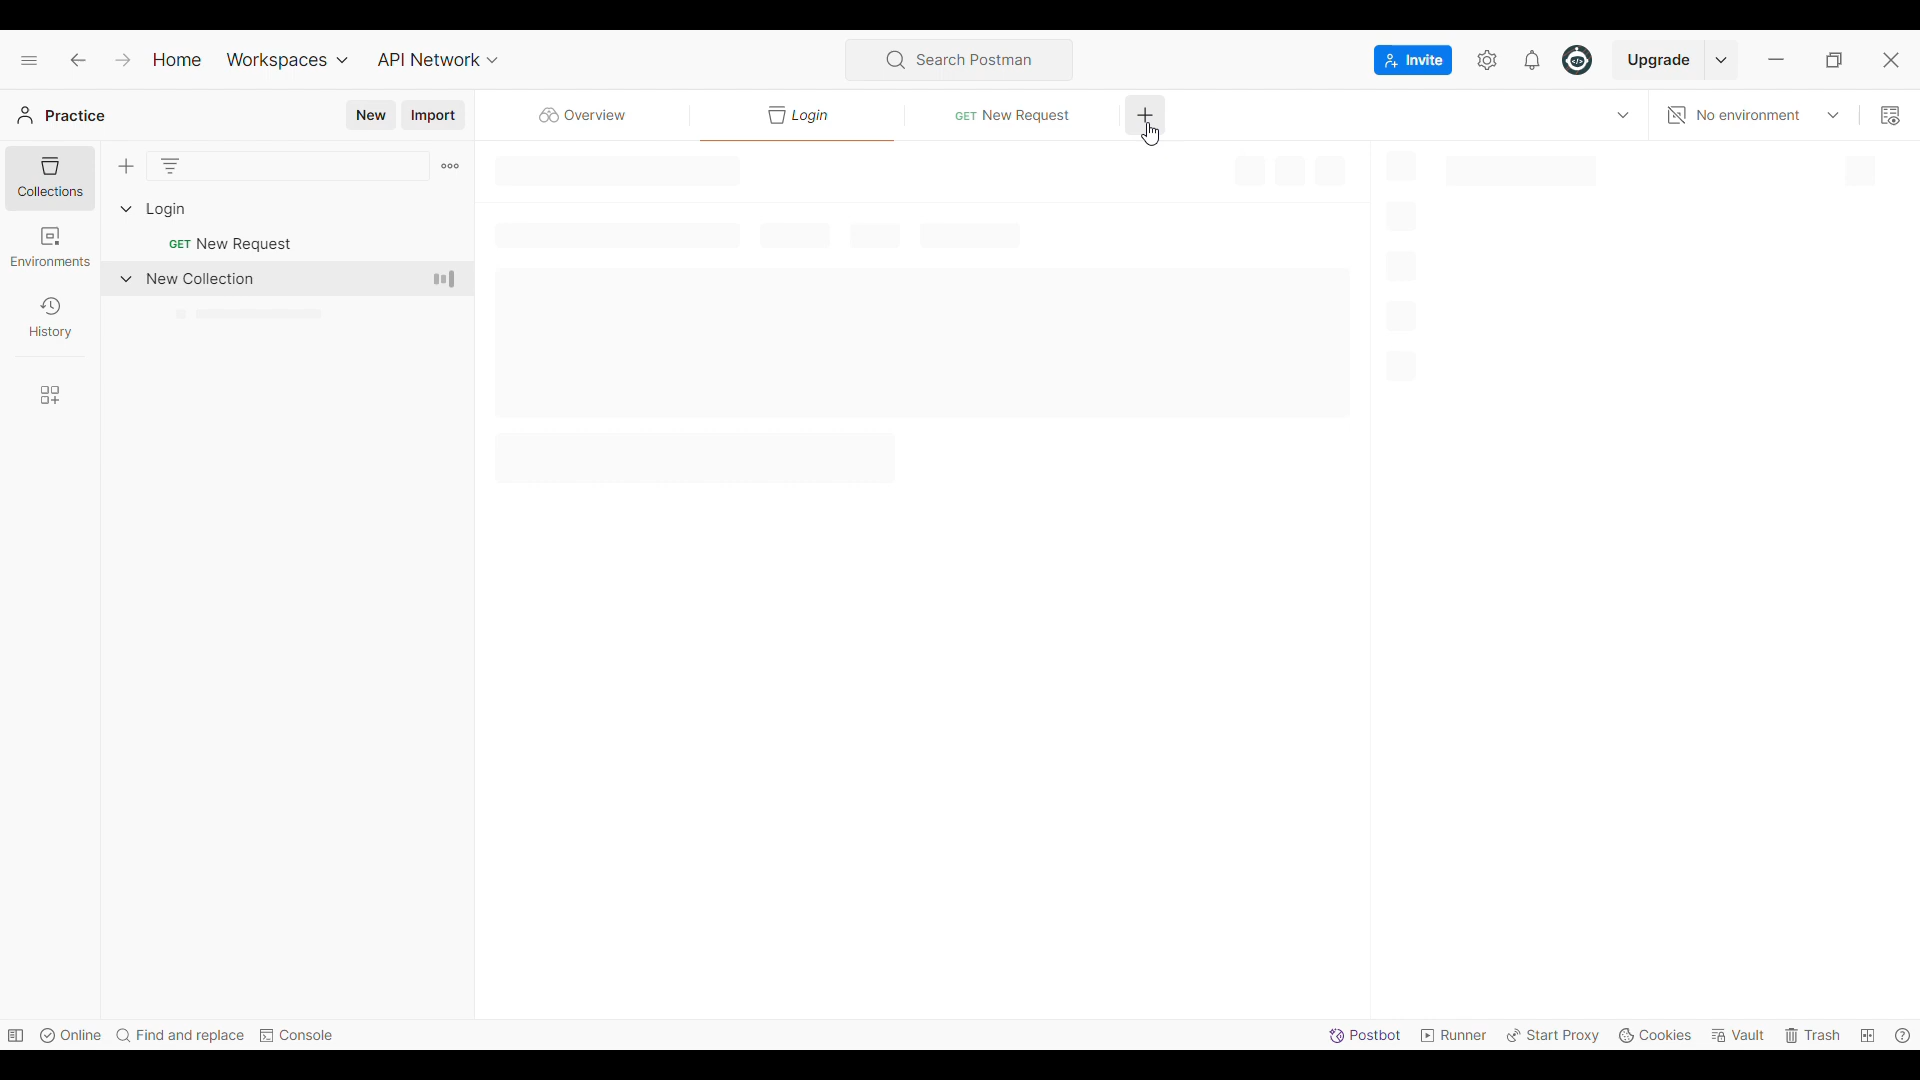 Home Workspaces API Network Search Postman Invite Upgrade
Practice New Import Overview Login GET New Request No environment
Collections
Login
GET New Request
Environments
New Collection
History
Online Find and replace Console Postbot Runner Start Proxy Cookies Vault Trash